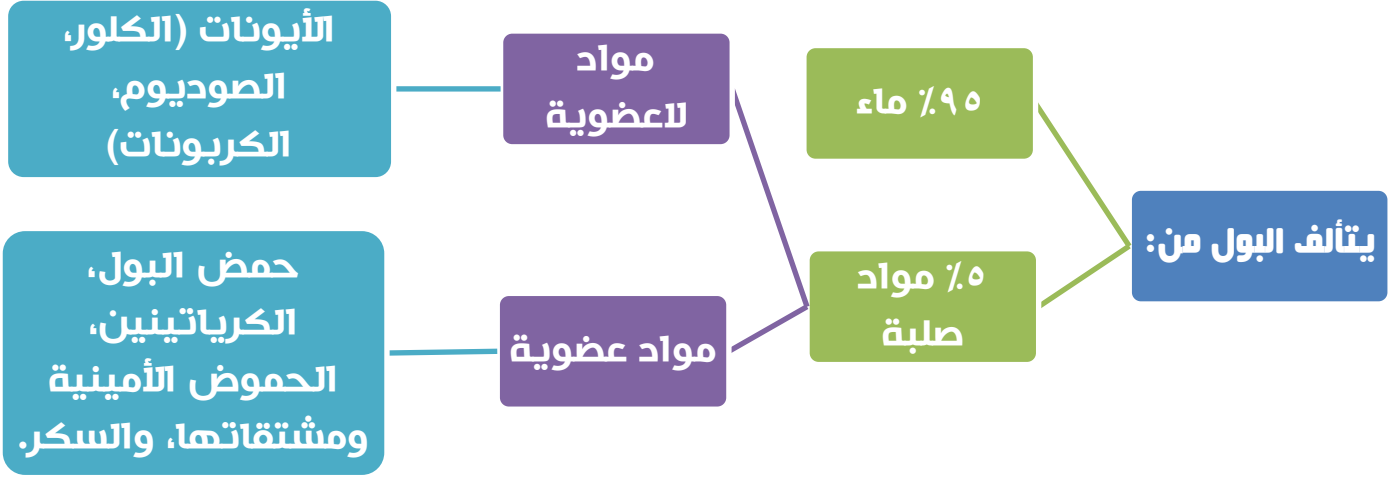 يتألف البول من:
٩٥٪ ماء
٥٪ مواد
صلبة
مواد
لاعضوية
مواد عضوية
الأيونات (الكلور،
الصوديوم،
الكربونات)
حمض البول،
الكرياتينين،
الحموض الأمينية
ومشتقاتها، والسكر.